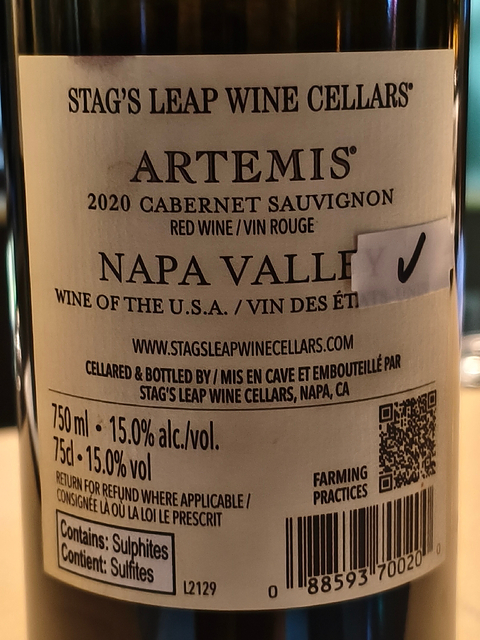 STAG'S LEAP WINE CELLARS®
ARTEMIS®
2020 CABERNET SAUVIGNON
RED WINE / VIN ROUGE
NAPA VALLEY
WINE OF THE U.S.A. / VIN DES
WWW.STAGSLEAPWINECELLARS.COM
CELLARED & BOTTLED BY / MIS EN CAVE ET EMBOUTEILLÉ PAR
STAG'S LEAP WINE CELLARS, NAPA, CA
750 ml • 15.0% alc./vol.
75cl • 15.0% vol
RETURN FOR REFUND WHERE APPLICABLE /
CONSIGNÉE LÀ OÙ LA LOI LE PRESCRIT
Contains: Sulphites
Contient: Sulfites
L2129
FARMING
PRACTICES
0 88593 70020 0